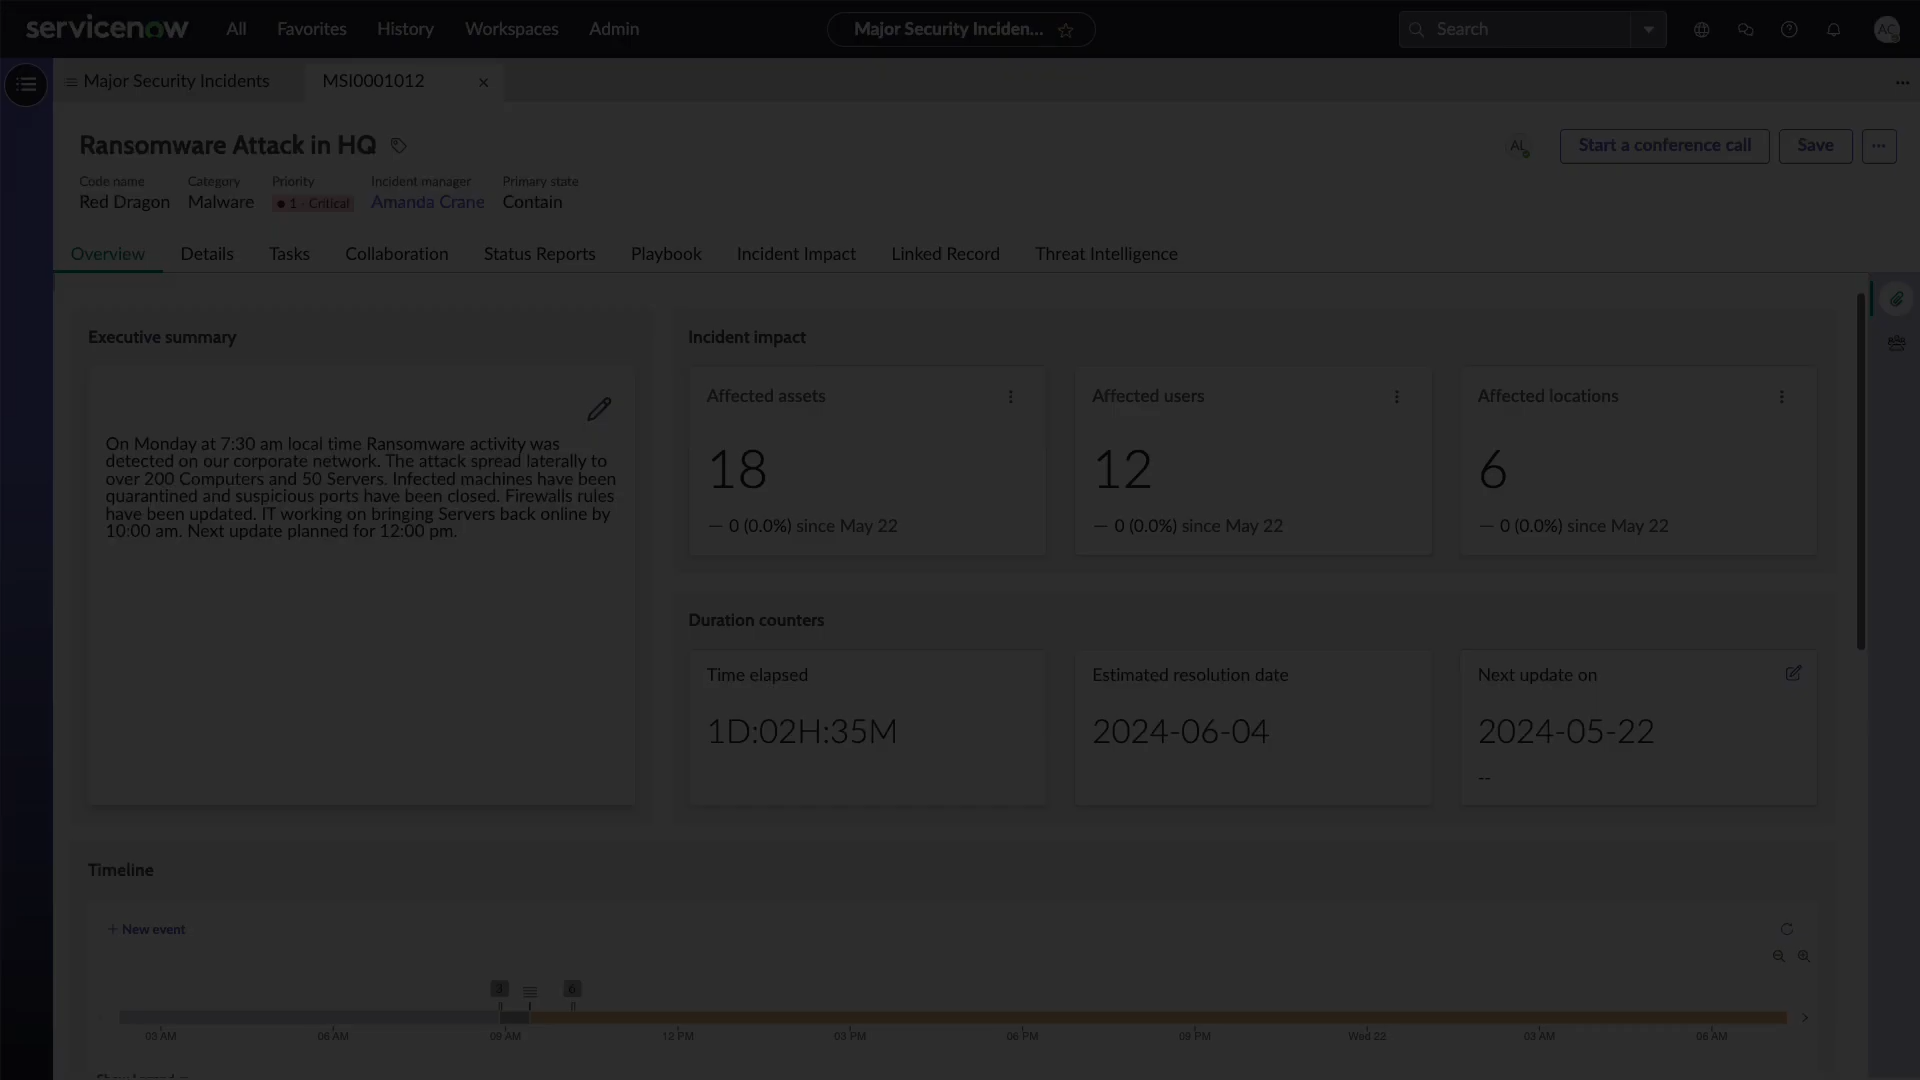 servicenow All Favorites History Workspaces Admin Major Security Inciden... Search AC
Major Security Incidents MSI0001012
Ransomware Attack in HQ AL Start a conference call Save
Code name Category Priority Incident manager Primary state
Red Dragon Malware 1 - Critical Amanda Crane Contain
Overview Details Tasks Collaboration Status Reports Playbook Incident Impact Linked Record Threat Intelligence
Executive summary
On Monday at 7:30 am local time Ransomware activity was
detected on our corporate network. The attack spread laterally to
over 200 Computers and 50 Servers. Infected machines have been
quarantined and suspicious ports have been closed. Firewalls rules
have been updated. IT working on bringing Servers back online by
10:00 am. Next update planned for 12:00 pm.
Incident impact
Affected assets Affected users Affected locations
18 12 6
— 0 (0.0%) since May 22 — 0 (0.0%) since May 22 — 0 (0.0%) since May 22
Duration counters
Time elapsed Estimated resolution date Next update on
1D:02H:35M 2024-06-04 2024-05-22
--
Timeline
+ New event
3 6
03 AM 06 AM 09 AM 12 PM 03 PM 06 PM 09 PM Wed 22 03 AM 06 AM